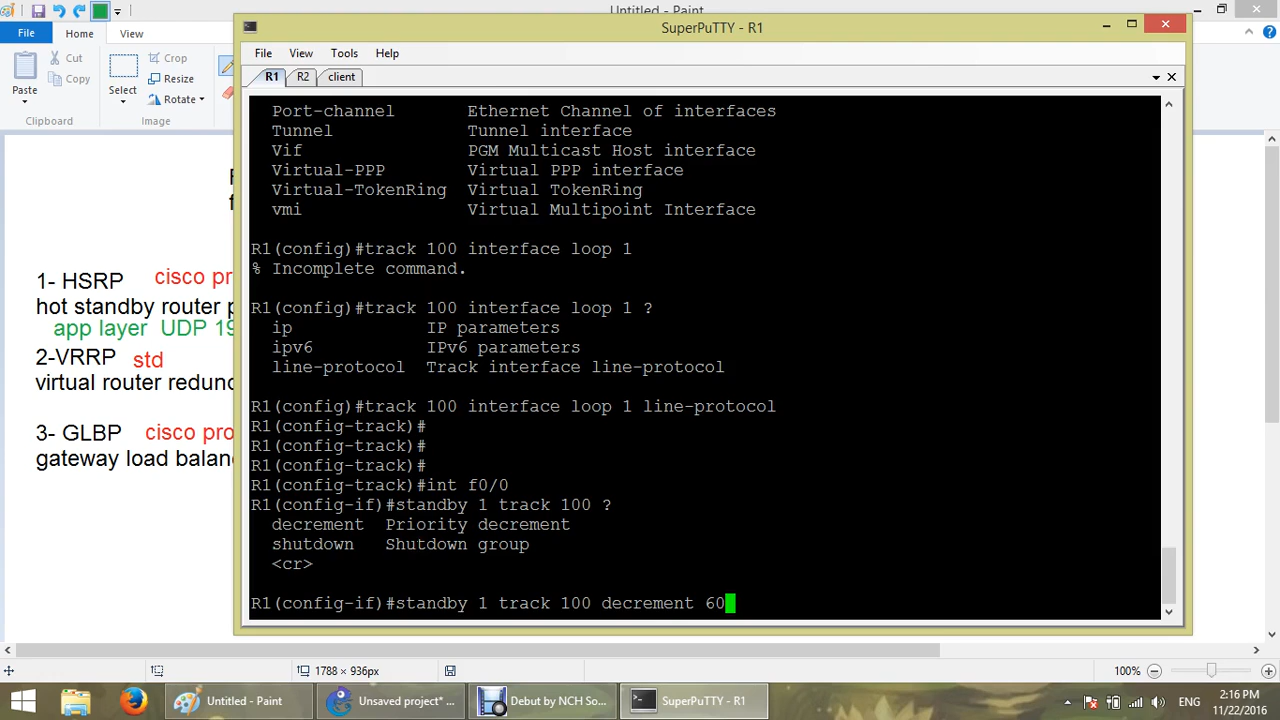 Untitled - Paint
File
Home
View
Paste
Cut
Copy
Clipboard
Select
Crop
Resize
Rotate
Image
SuperPuTTY - R1
File View Tools Help
R1 R2 client
Port-channel Ethernet Channel of interfaces
Tunnel Tunnel interface
Vif PGM Multicast Host interface
Virtual-PPP Virtual PPP interface
Virtual-TokenRing Virtual TokenRing
vmi Virtual Multipoint Interface
R1(config)#track 100 interface loop 1
% Incomplete command.
R1(config)#track 100 interface loop 1 ?
ip IP parameters
ipv6 IPv6 parameters
line-protocol Track interface line-protocol
R1(config)#track 100 interface loop 1 line-protocol
R1(config-track)#
R1(config-track)#
R1(config-track)#
R1(config-track)#int f0/0
R1(config-if)#standby 1 track 100 ?
decrement Priority decrement
shutdown Shutdown group
<cr>
R1(config-if)#standby 1 track 100 decrement 60
1- HSRP cisco pr
hot standby router p
app layer UDP 19
2-VRRP std
virtual router redund
3- GLBP cisco pro
gateway load balan
1788 × 936px
100%
Untitled - Paint
Unsaved project* ...
Debut by NCH So...
SuperPuTTY - R1
ENG
2:16 PM
11/22/2016